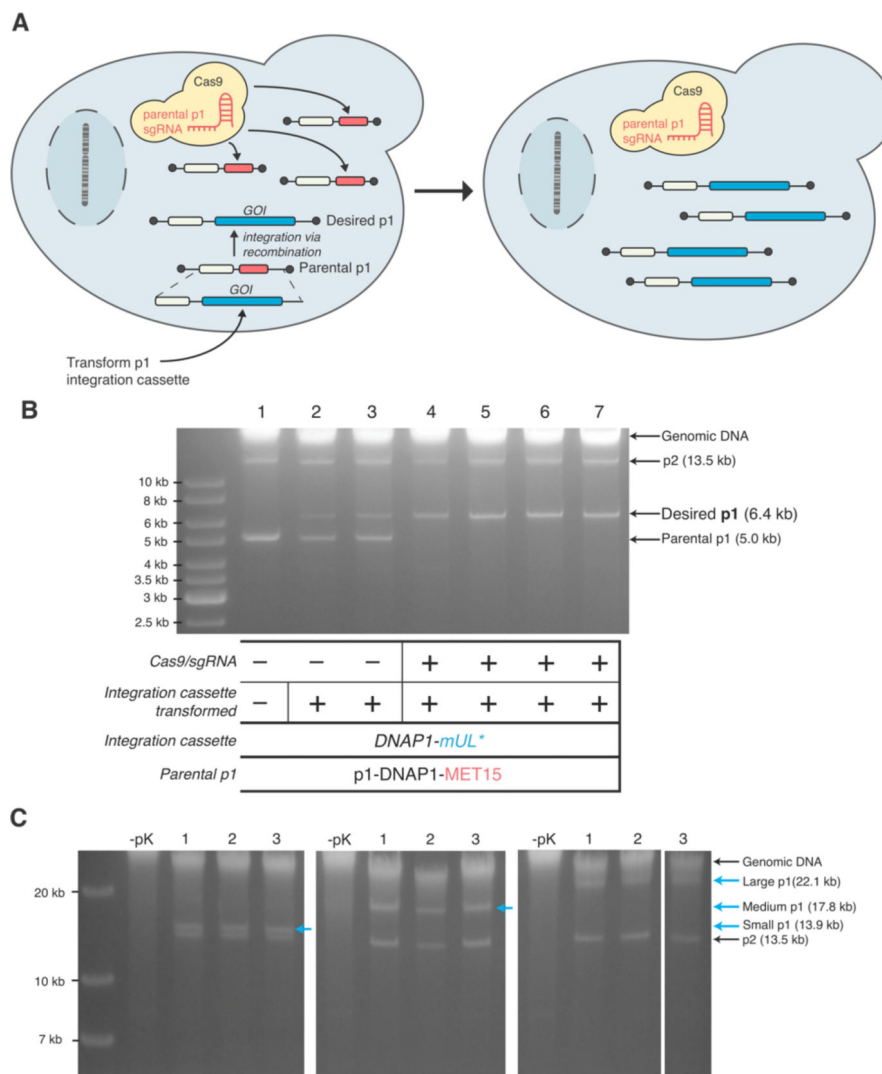 A
Cas9
parental p1
sgRNA
GOI
Desired p1
integration via
recombination
Parental p1
GOI
Transform p1
integration cassette
Cas9
parental p1
sgRNA
B
1 2 3 4 5 6 7
Genomic DNA
p2 (13.5 kb)
10 kb
8 kb
Desired p1 (6.4 kb)
6 kb
5 kb
Parental p1 (5.0 kb)
4 kb
3.5 kb
3 kb
2.5 kb
Cas9/sgRNA − − − + + + +
Integration cassette
transformed − + + + + + +
Integration cassette DNAP1-mUL*
Parental p1 p1-DNAP1-MET15
C
-pK 1 2 3 -pK 1 2 3 -pK 1 2 3
Genomic DNA
20 kb
Large p1(22.1 kb)
Medium p1 (17.8 kb)
Small p1 (13.9 kb)
p2 (13.5 kb)
10 kb
7 kb